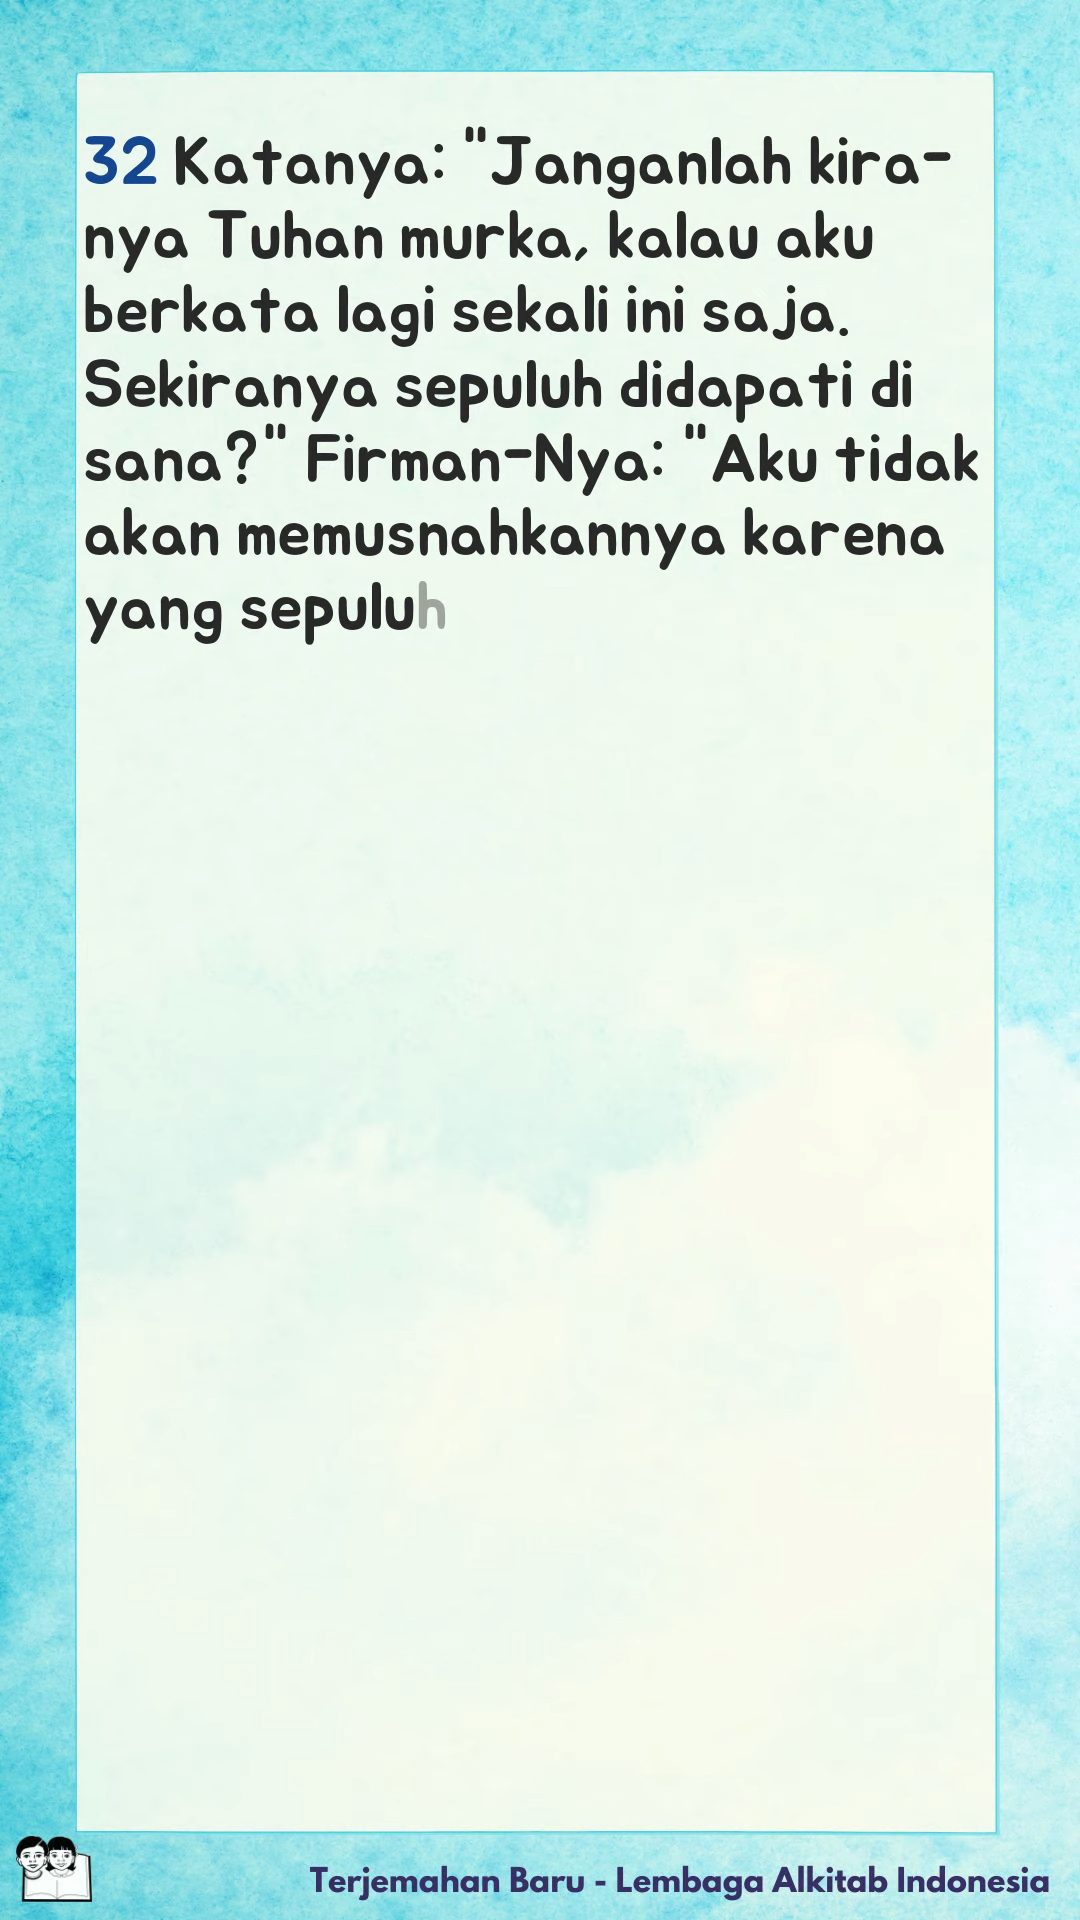 32 Katanya: "Janganlah kira-
nya Tuhan murka, kalau aku
berkata lagi sekali ini saja.
Sekiranya sepuluh didapati di
sana?" Firman-Nya: "Aku tidak
akan memusnahkannya karena
yang sepuluh
Terjemahan Baru - Lembaga Alkitab Indonesia